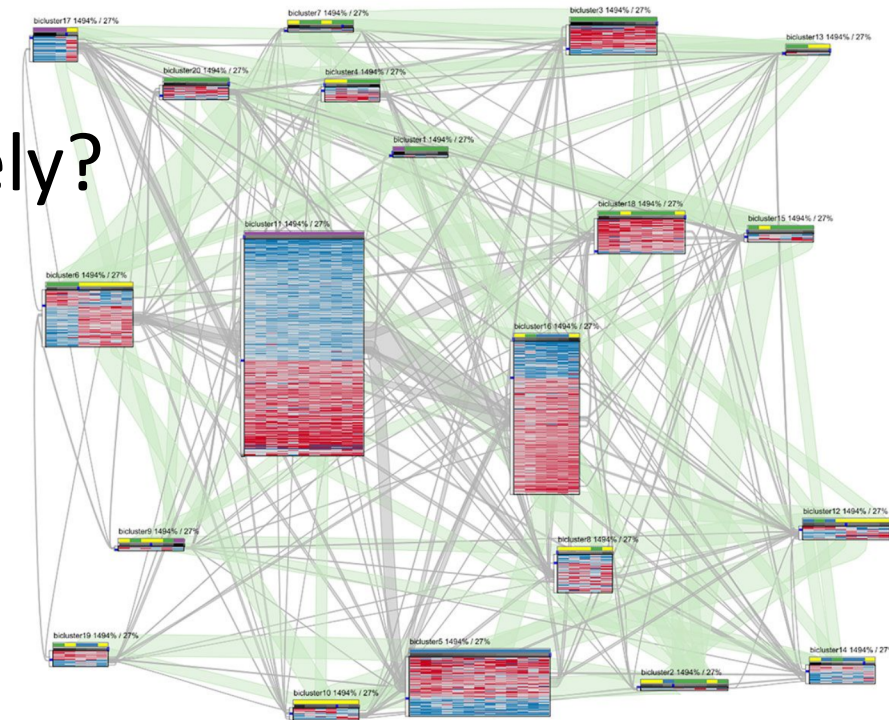 bicluster17 1494% / 27%
bicluster7 1494% / 27%
bicluster3 1494% / 27%
bicluster13 1494% / 27%
bicluster20 1494% / 27%
bicluster4 1494% / 27%
bicluster1 1494% / 27%
ely?
bicluster18 1494% / 27%
bicluster15 1494% / 27%
bicluster11 1494% / 27%
bicluster6 1494% / 27%
bicluster16 1494% / 27%
bicluster12 1494% / 27%
bicluster9 1494% / 27%
bicluster8 1494% / 27%
bicluster19 1494% / 27%
bicluster5 1494% / 27%
bicluster14 1494% / 27%
bicluster2 1494% / 27%
bicluster10 1494% / 27%